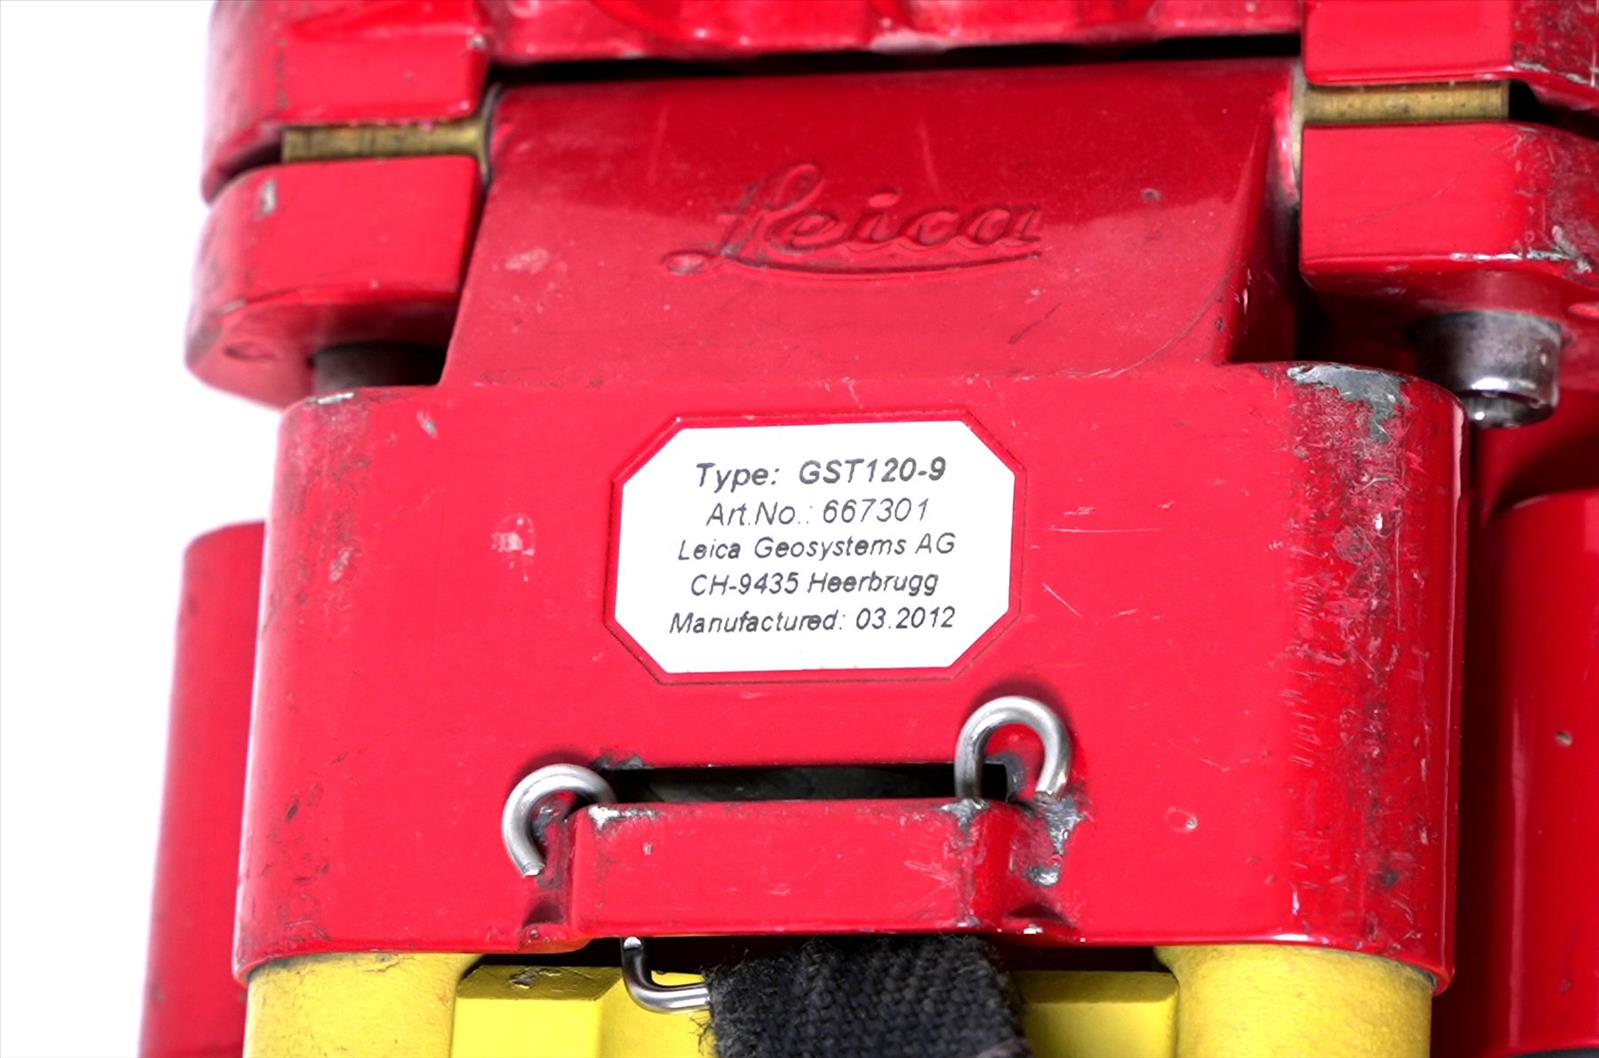 Leica
Type: GST120-9
Art.No.: 667301
Leica Geosystems AG
CH-9435 Heerbrugg
Manufactured: 03.2012